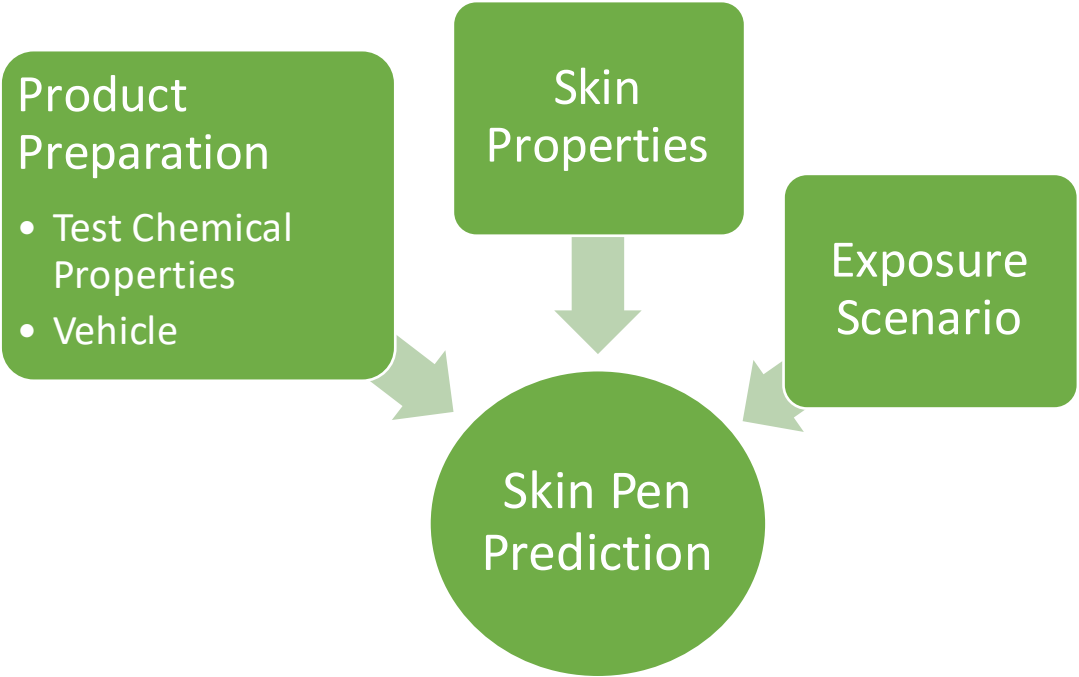 Product
Preparation
• Test Chemical
Properties
• Vehicle
Skin
Properties
Exposure
Scenario
Skin Pen
Prediction